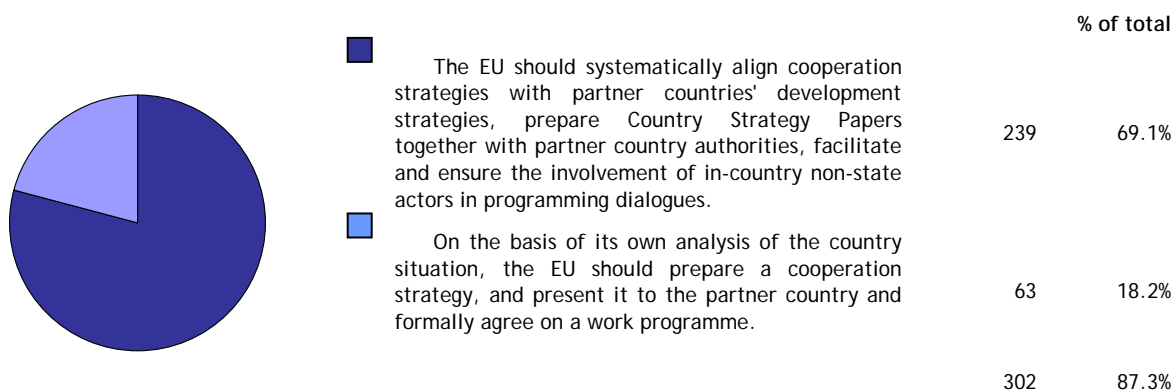 % of total
The EU should systematically align cooperation
strategies with partner countries' development
strategies, prepare Country Strategy Papers
together with partner country authorities, facilitate
and ensure the involvement of in-country non-state
actors in programming dialogues.
239 69.1%
On the basis of its own analysis of the country
situation, the EU should prepare a cooperation
strategy, and present it to the partner country and
formally agree on a work programme.
63 18.2%
302 87.3%